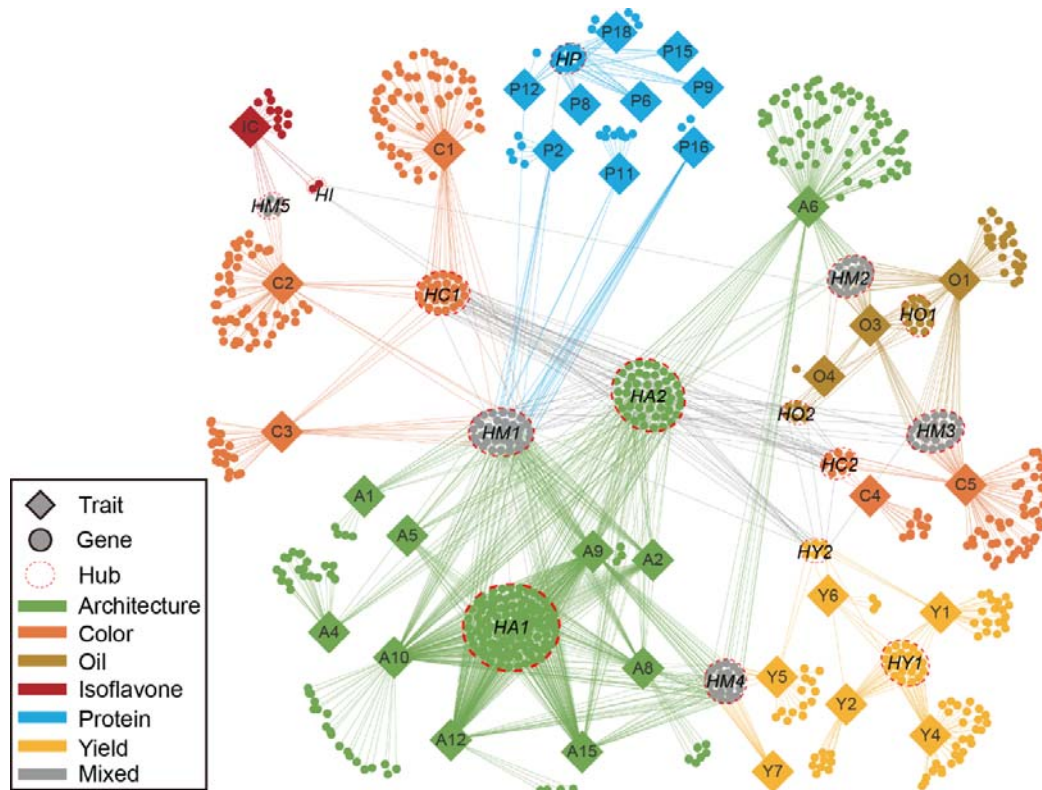 P18
P15
HP
P12
P8
P6
P9
IC
C1
P2
P11
P16
HI
HM5
A6
C2
HC1
HM2
O1
O3
HO1
HA2
O4
HO2
C3
HM1
HM3
HC2
A1
C4
C5
A5
A9
A2
HY2
Y6
Y1
A4
HA1
A10
A8
HM4
Y5
HY1
Y2
A12
A15
Y4
Y7
Trait
Gene
Hub
Architecture
Color
Oil
Isoflavone
Protein
Yield
Mixed